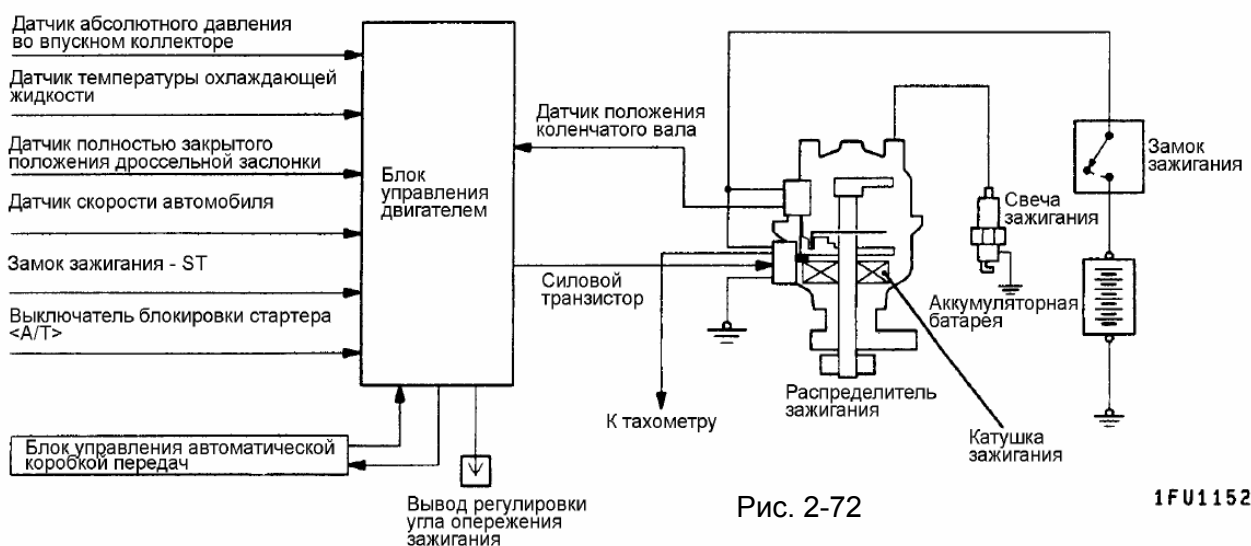 Датчик абсолютного давления
во впускном коллекторе
Датчик температуры охлаждающей
жидкости
Датчик полностью закрытого
положения дроссельной заслонки
Датчик скорости автомобиля
Замок зажигания - ST
Выключатель блокировки стартера
<A/T>
Блок управления автоматической
коробкой передач
Блок
управления
двигателем
Вывод регулировки
угла опережения
зажигания
Датчик положения
коленчатого вала
Силовой
транзистор
К тахометру
Распределитель
зажигания
Свеча
зажигания
Замок
зажигания
Аккумуляторная
батарея
Катушка
зажигания
Рис. 2-72
1FU1152